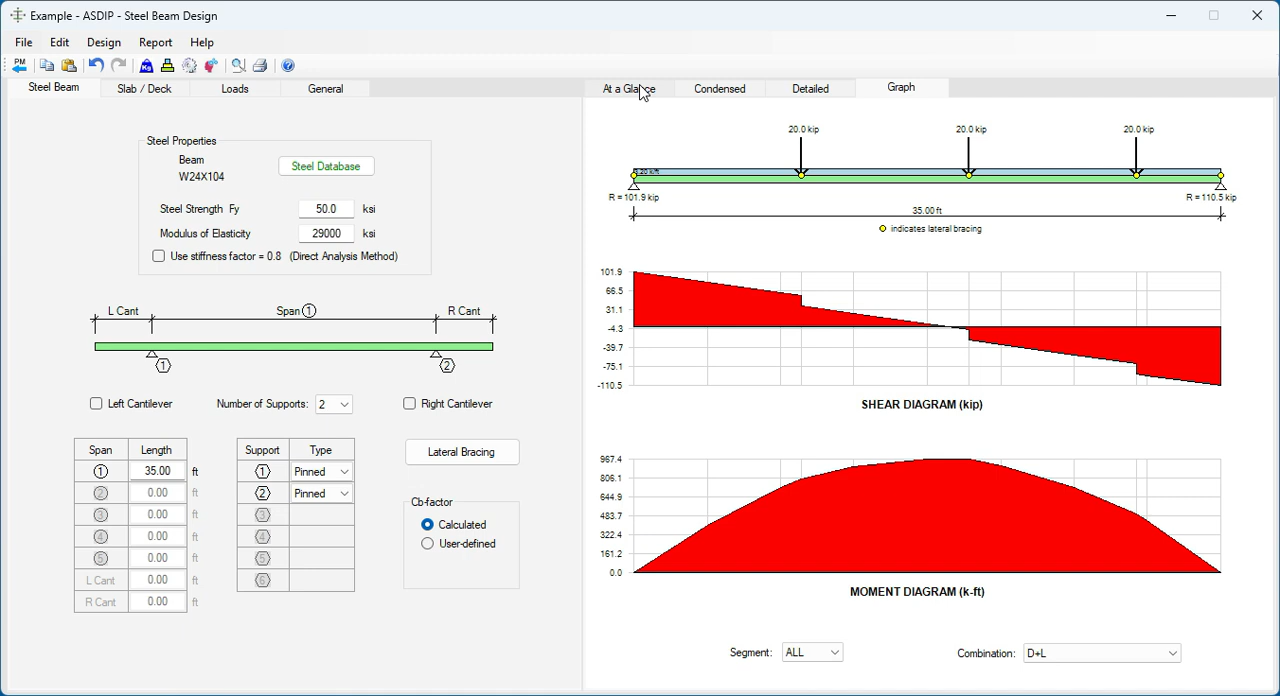 Example - ASDIP - Steel Beam Design
File Edit Design Report Help
PM
Steel Beam Slab / Deck Loads General
At a Glance Condensed Detailed Graph
Steel Properties
Beam
W24X104
Steel Database
Steel Strength Fy 50.0 ksi
Modulus of Elasticity 29000 ksi
Use stiffness factor = 0.8 (Direct Analysis Method)
L Cant Span 1 R Cant
1 2
Left Cantilever Number of Supports: 2 Right Cantilever
Span Length
1 35.00 ft
2 0.00 ft
3 0.00 ft
4 0.00 ft
5 0.00 ft
L Cant 0.00 ft
R Cant 0.00 ft
Support Type
1 Pinned
2 Pinned
3
4
5
6
Lateral Bracing
Cb-factor
Calculated
User-defined
20.0 kip 20.0 kip 20.0 kip
.20 k/ft
R = 101.9 kip R = 110.5 kip
35.00 ft
indicates lateral bracing
101.9
66.5
31.1
-4.3
-39.7
-75.1
-110.5
SHEAR DIAGRAM (kip)
967.4
806.1
644.9
483.7
322.4
161.2
0.0
MOMENT DIAGRAM (k-ft)
Segment: ALL Combination: D+L